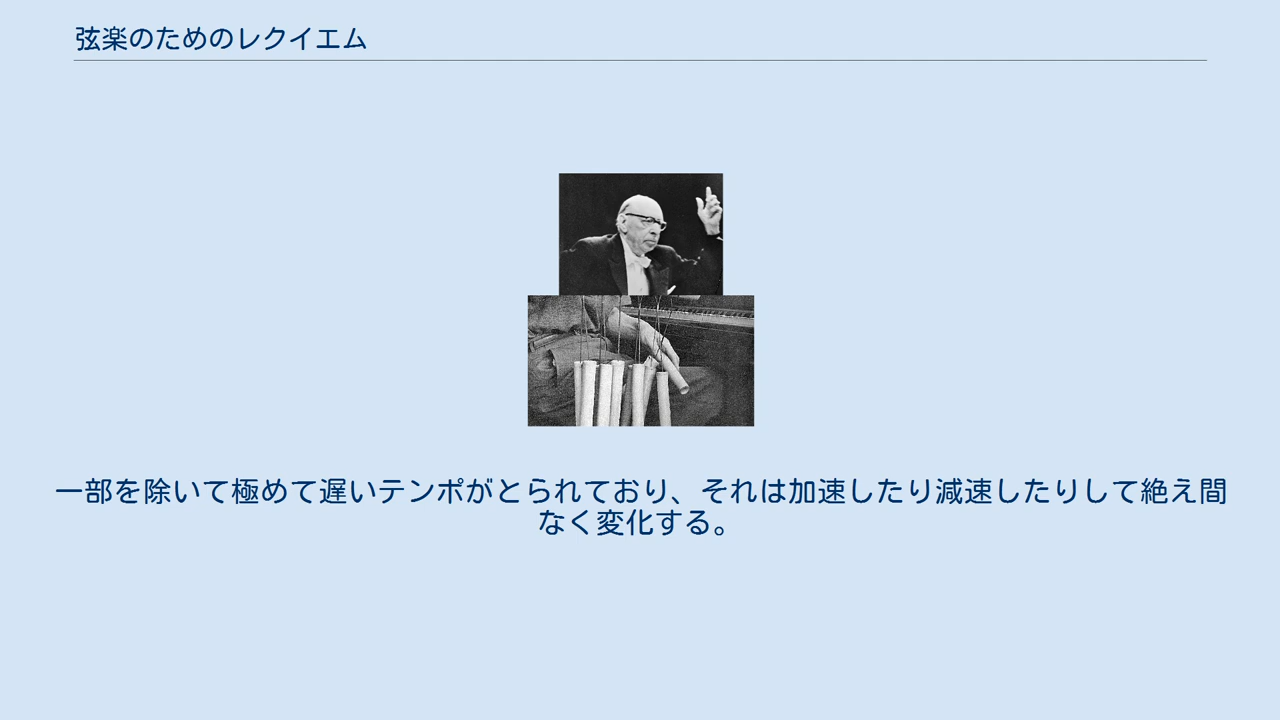 弦楽のためのレクイエム
一部を除いて極めて遅いテンポがとられており、それは加速したり減速したりして絶え間
なく変化する。